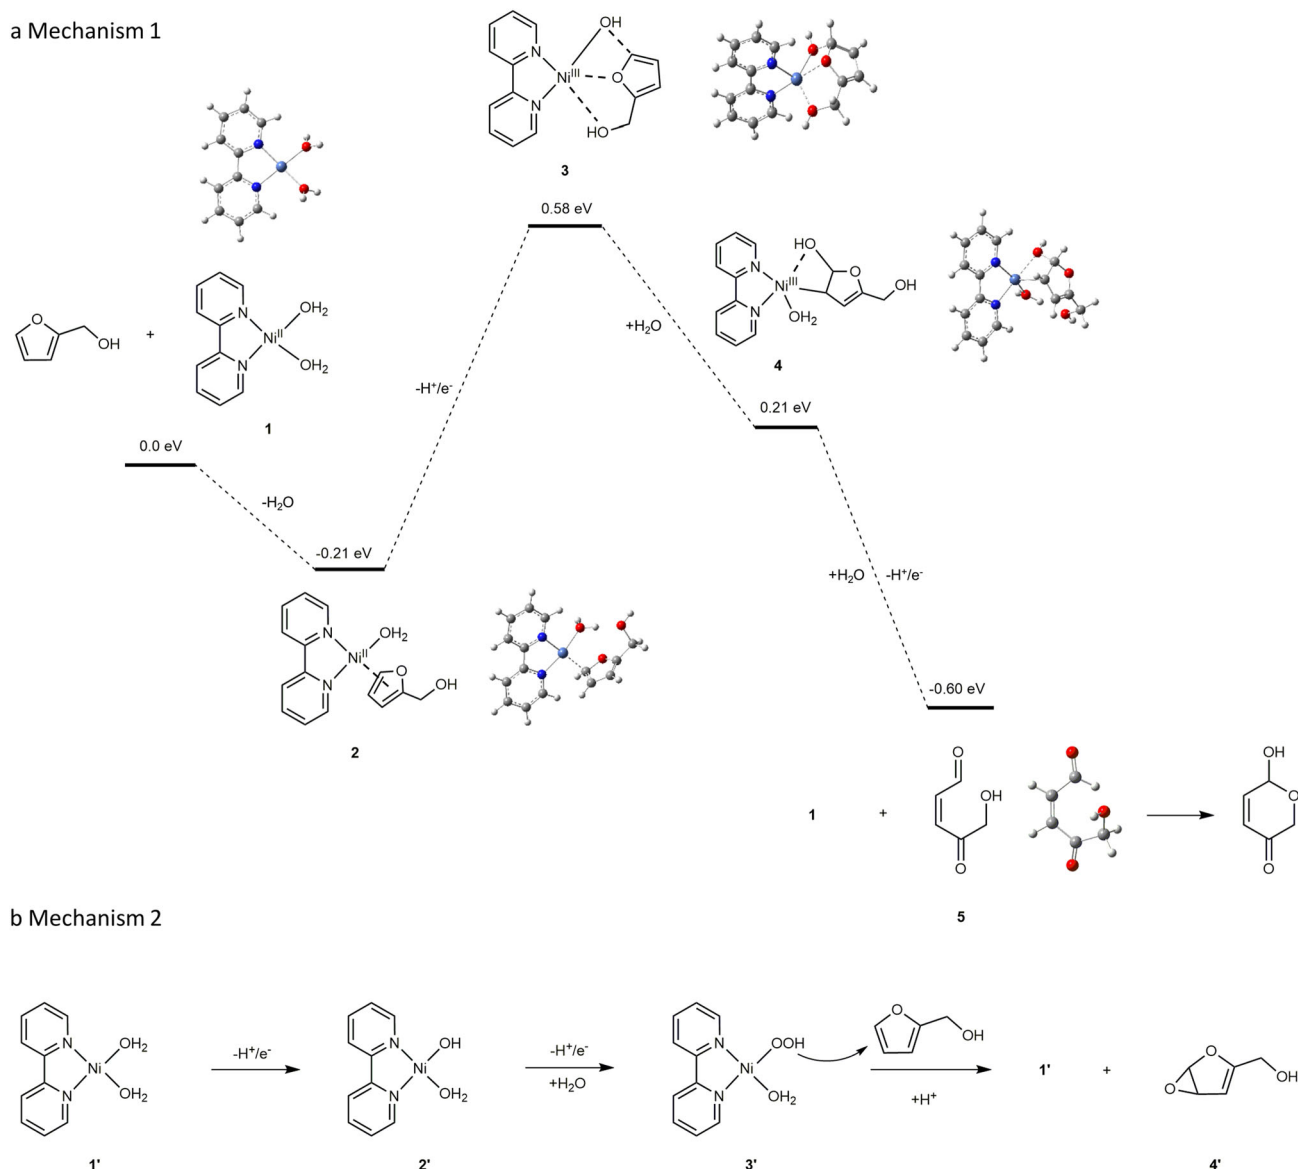 a Mechanism 1
OH
N
Ni^III
O
N
HO
3
0.58 eV
N
Ni^II
N
OH₂
OH₂
1
O
OH
+
0.0 eV
-H₂O
-0.21 eV
-H⁺/e⁻
N
Ni^II
N
OH₂
O
OH
2
+H₂O
HO
O
N
Ni^III
N
OH₂
OH
4
0.21 eV
+H₂O
-H⁺/e⁻
-0.60 eV
1
+
O
OH
O
5
OH
O
O
b Mechanism 2
N
Ni
N
OH₂
OH₂
1'
-H⁺/e⁻
N
Ni
N
OH
OH₂
2'
-H⁺/e⁻
+H₂O
N
Ni
N
OOH
OH₂
3'
O
OH
+H⁺
1'
+
O
O
OH
4'